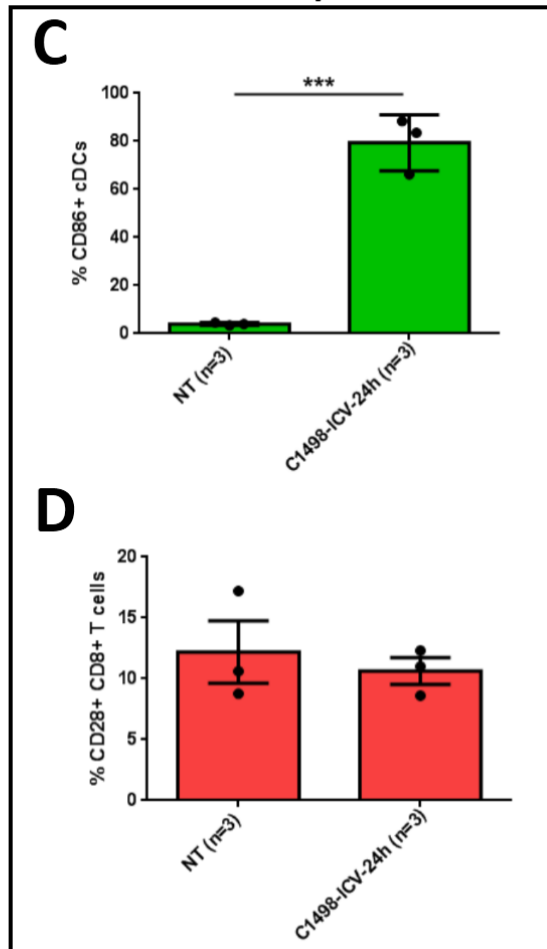 C
***
% CD86+ cDCs
100
80
60
40
20
0
NT (n=3)
C1498-ICV-24h (n=3)
D
% CD28+ CD8+ T cells
20
15
10
5
0
NT (n=3)
C1498-ICV-24h (n=3)